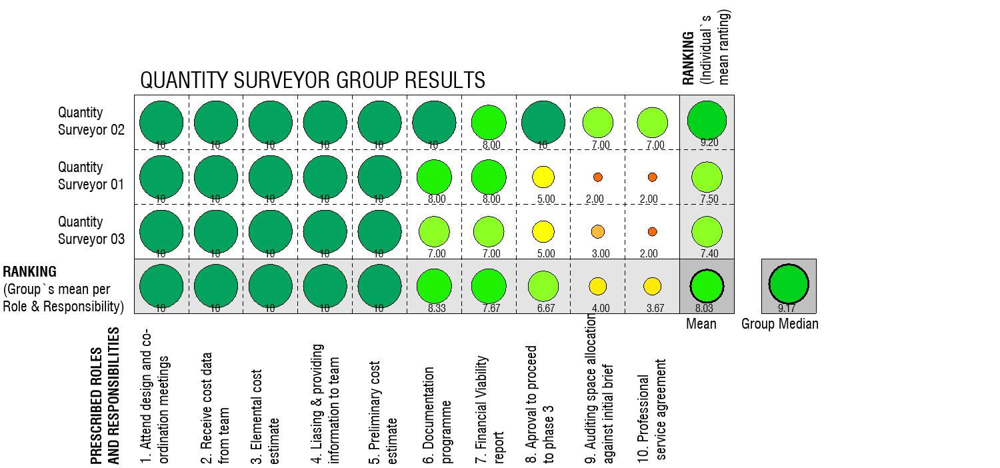 RANKING
(Individual`s
mean ranting)
QUANTITY SURVEYOR GROUP RESULTS
Quantity
Surveyor 02
10 10 10 10 10 10 8.00 10 7.00 7.00 9.20
Quantity
Surveyor 01
10 10 10 10 10 8.00 8.00 5.00 2.00 2.00 7.50
Quantity
Surveyor 03
10 10 10 10 10 7.00 7.00 5.00 3.00 2.00 7.40
RANKING
(Group`s mean per
Role & Responsibility)
10 10 10 10 10 8.33 7.67 6.67 4.00 3.67 8.03 9.17
Mean
Group Median
PRESCRIBED ROLES
AND RESPONSIBILITIES
1. Attend design and co-
ordination meetings
2. Receive cost data
from team
3. Elemental cost
estimate
4. Liasing & providing
information to team
5. Preliminary cost
estimate
6. Documentation
programme
7. Financial Viability
report
8. Aproval to proceed
to phase 3
9. Auditing space allocation
against initial brief
10. Professional
service agreement